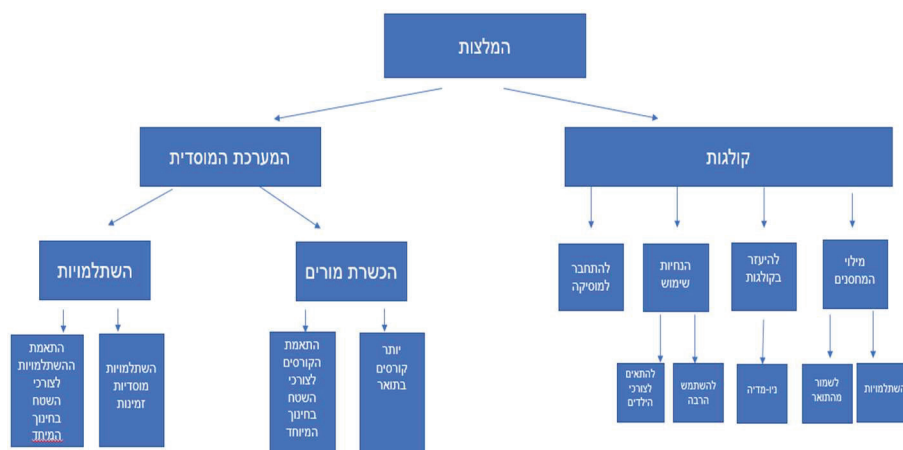 המלצות
קולגות
המערכת המוסדית
מילוי
המחסנים
להיעזר
בקולגות
הנחיות
שימוש
להתחבר
למוסיקה
הכשרת מורים
השתלמויות
השתלמויות
לשמור
מהתואר
ניו-מדיה
להשתמש
הרבה
להתאים
לצורכי
הילדים
יותר
קורסים
בתואר
התאמת
הקורסים
לצורכי
השטח
בחינוך
המיוחד
השתלמויות
מוסדיות
זמינות
התאמת
ההשתלמויות
לצורכי
השטח
בחינוך
המיחד